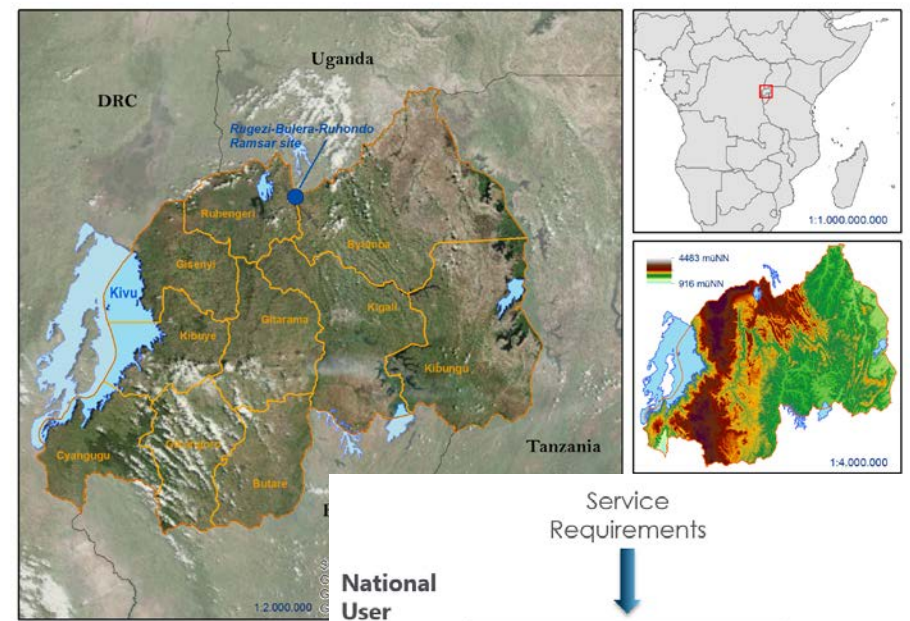 Uganda
DRC
Rugezi-Bulera-Ruhondo
Ramsar site
Ruhengeri
Byumba
Gisenyi
Kivu
Kigali
Gitarama
Kibuye
Kibungu
Cyangugu
Butare
Tanzania
1:2.000.000
1:1.000.000.000
4483 müNN
916 müNN
1:4.000.000
Service
Requirements
National
User